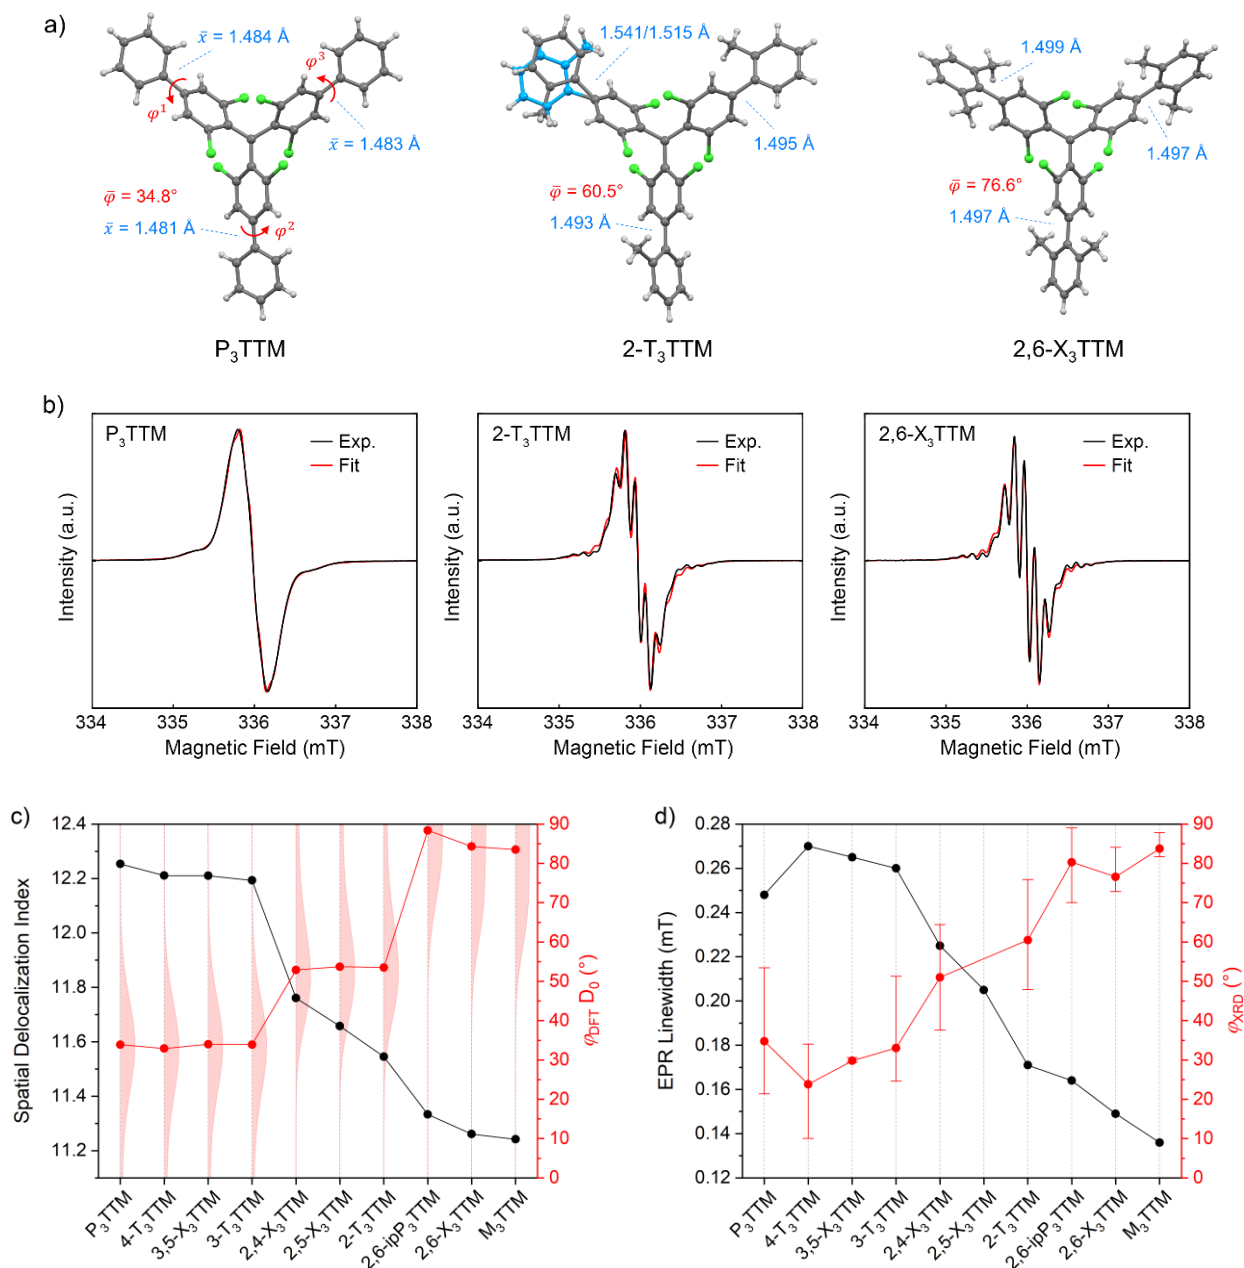 a)
x̄ = 1.484 Å
φ³
φ¹
x̄ = 1.483 Å
φ̄ = 34.8°
x̄ = 1.481 Å
φ²
P₃TTM
1.541/1.515 Å
1.495 Å
φ̄ = 60.5°
1.493 Å
2-T₃TTM
1.499 Å
1.497 Å
φ̄ = 76.6°
1.497 Å
2,6-X₃TTM
b)
P₃TTM
Exp.
Fit
Intensity (a.u.)
334 335 336 337 338
Magnetic Field (mT)
2-T₃TTM
Exp.
Fit
Intensity (a.u.)
334 335 336 337 338
Magnetic Field (mT)
2,6-X₃TTM
Exp.
Fit
Intensity (a.u.)
334 335 336 337 338
Magnetic Field (mT)
c)
Spatial Delocalization Index
12.4
12.2
12.0
11.8
11.6
11.4
11.2
90
80
70
60
50
40
30
20
10
0
φDFT D₀ (°)
P₃TTM
4-T₃TTM
3,5-X₃TTM
3-T₃TTM
2,4-X₃TTM
2,5-X₃TTM
2-T₃TTM
2,6-ipP₃TTM
2,6-X₃TTM
M₃TTM
d)
EPR Linewidth (mT)
0.28
0.26
0.24
0.22
0.20
0.18
0.16
0.14
0.12
90
80
70
60
50
40
30
20
10
0
φXRD (°)
P₃TTM
4-T₃TTM
3,5-X₃TTM
3-T₃TTM
2,4-X₃TTM
2,5-X₃TTM
2-T₃TTM
2,6-ipP₃TTM
2,6-X₃TTM
M₃TTM